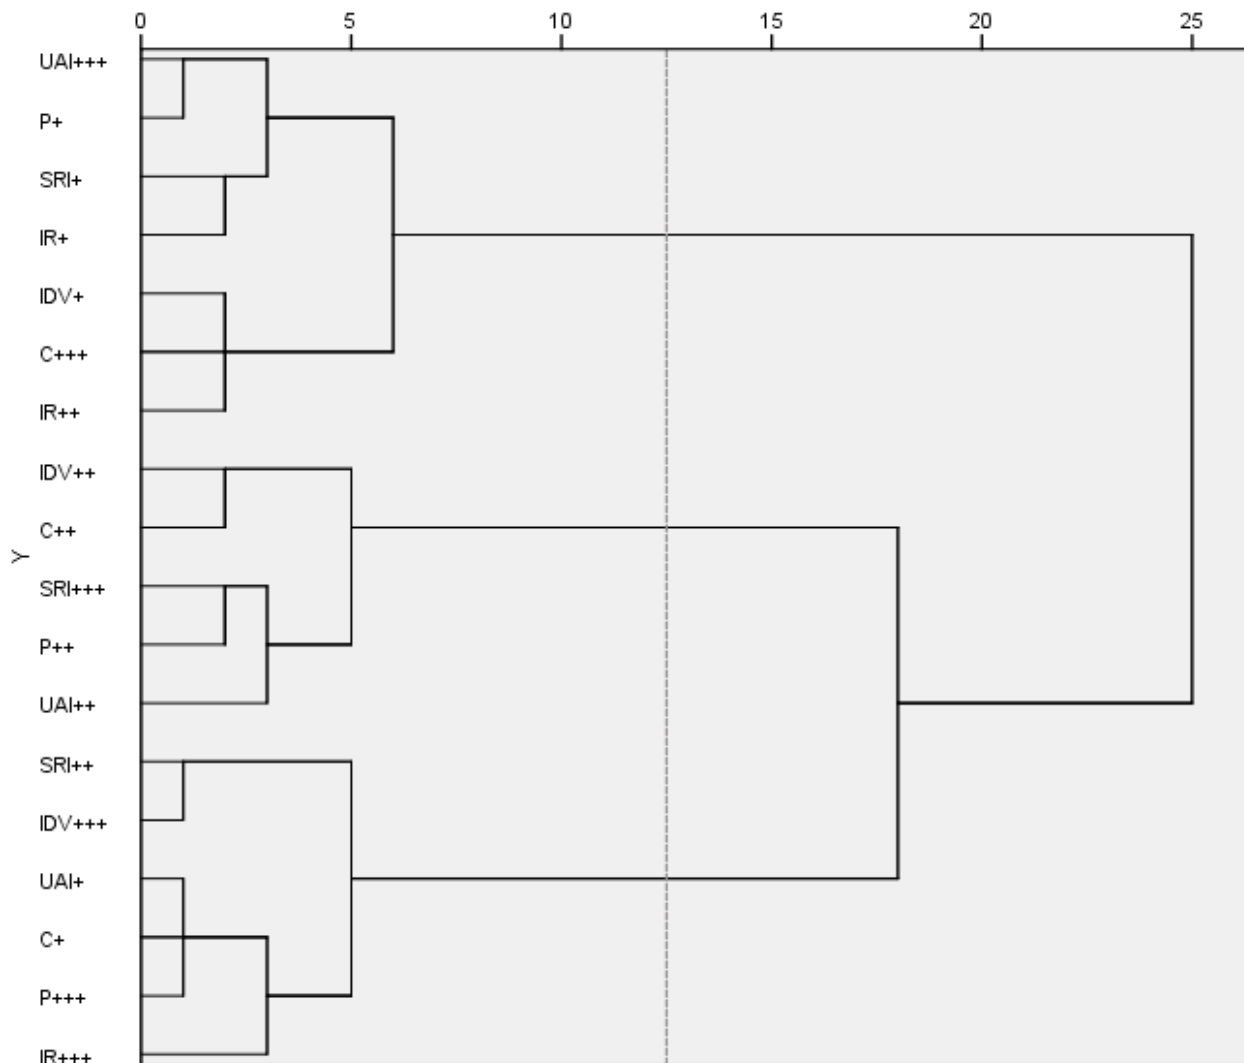 0 5 10 15 20 25
UAI+++
P+
SRI+
IR+
IDV+
C+++
IR++
IDV++
C++
Y
SRI+++
P++
UAI++
SRI++
IDV+++
UAI+
C+
P+++
IR+++